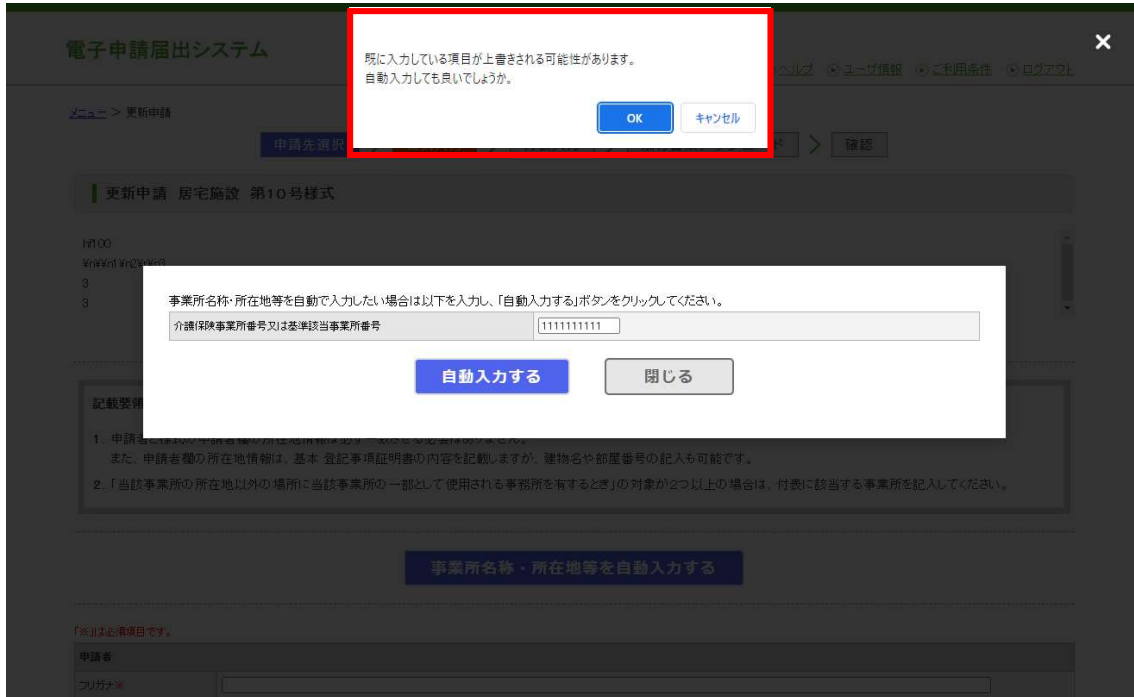 電子申請届出システム
既に入力している項目が上書きされる可能性があります。
自動入力しても良いでしょうか。
OK キャンセル
ヘルプ ユーザ情報 ご利用条件 ログアウト
メニュー > 更新申請
申請先選択 > > > > 確認
更新申請 居宅施設 第10号様式
hf100
3
3
事業所名称・所在地等を自動で入力したい場合は以下を入力し、「自動入力する」ボタンをクリックしてください。
介護保険事業所番号又は基準該当事業所番号 1111111111
自動入力する 閉じる
記載要領
また、申請者欄の所在地情報は、基本 登記事項証明書の内容を記載しますが、建物名や部屋番号の記入も可能です。
2.「当該事業所の所在地以外の場所に当該事業所の一部として使用される事務所を有するとき」の対象が2つ以上の場合は、付表に該当する事業所を記入してください。
事業所名称・所在地等を自動入力する
「※」は必須項目です。
申請者
フリガナ※